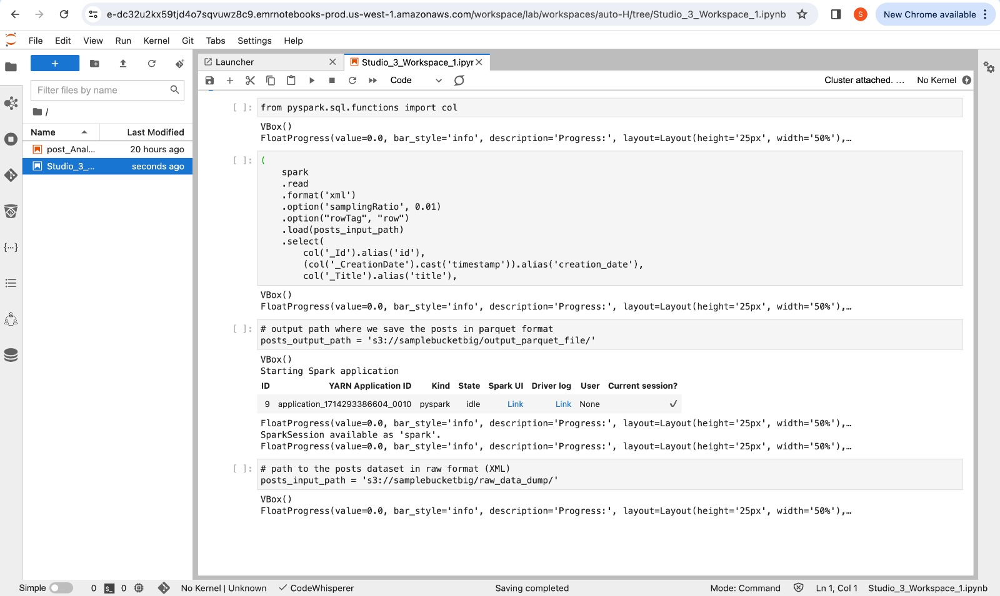 e-dc32u2kx59tjd4o7sqvuwz8c9.emrnotebooks-prod.us-west-1.amazonaws.com/workspace/lab/workspaces/auto-H/tree/Studio_3_Workspace_1.ipynb
S
New Chrome available
File Edit View Run Kernel Git Tabs Settings Help
+
Filter files by name
/
Name Last Modified
post_Anal... 20 hours ago
Studio_3_... seconds ago
Launcher
Studio_3_Workspace_1.ipyr
Code
Cluster attached. ...
No Kernel
[ ]: from pyspark.sql.functions import col
VBox()
FloatProgress(value=0.0, bar_style='info', description='Progress:', layout=Layout(height='25px', width='50%'),…
[ ]: (
spark
.read
.format('xml')
.option('samplingRatio', 0.01)
.option("rowTag", "row")
.load(posts_input_path)
.select(
col('_Id').alias('id'),
(col('_CreationDate').cast('timestamp')).alias('creation_date'),
col('_Title').alias('title'),
VBox()
FloatProgress(value=0.0, bar_style='info', description='Progress:', layout=Layout(height='25px', width='50%'),…
[ ]: # output path where we save the posts in parquet format
posts_output_path = 's3://samplebucketbig/output_parquet_file/'
VBox()
Starting Spark application
ID YARN Application ID Kind State Spark UI Driver log User Current session?
9 application_1714293386604_0010 pyspark idle Link Link None ✓
FloatProgress(value=0.0, bar_style='info', description='Progress:', layout=Layout(height='25px', width='50%'),…
SparkSession available as 'spark'.
FloatProgress(value=0.0, bar_style='info', description='Progress:', layout=Layout(height='25px', width='50%'),…
[ ]: # path to the posts dataset in raw format (XML)
posts_input_path = 's3://samplebucketbig/raw_data_dump/'
VBox()
FloatProgress(value=0.0, bar_style='info', description='Progress:', layout=Layout(height='25px', width='50%'),…
Simple 0 $_ 0 No Kernel | Unknown ✓ CodeWhisperer Saving completed Mode: Command Ln 1, Col 1 Studio_3_Workspace_1.ipynb